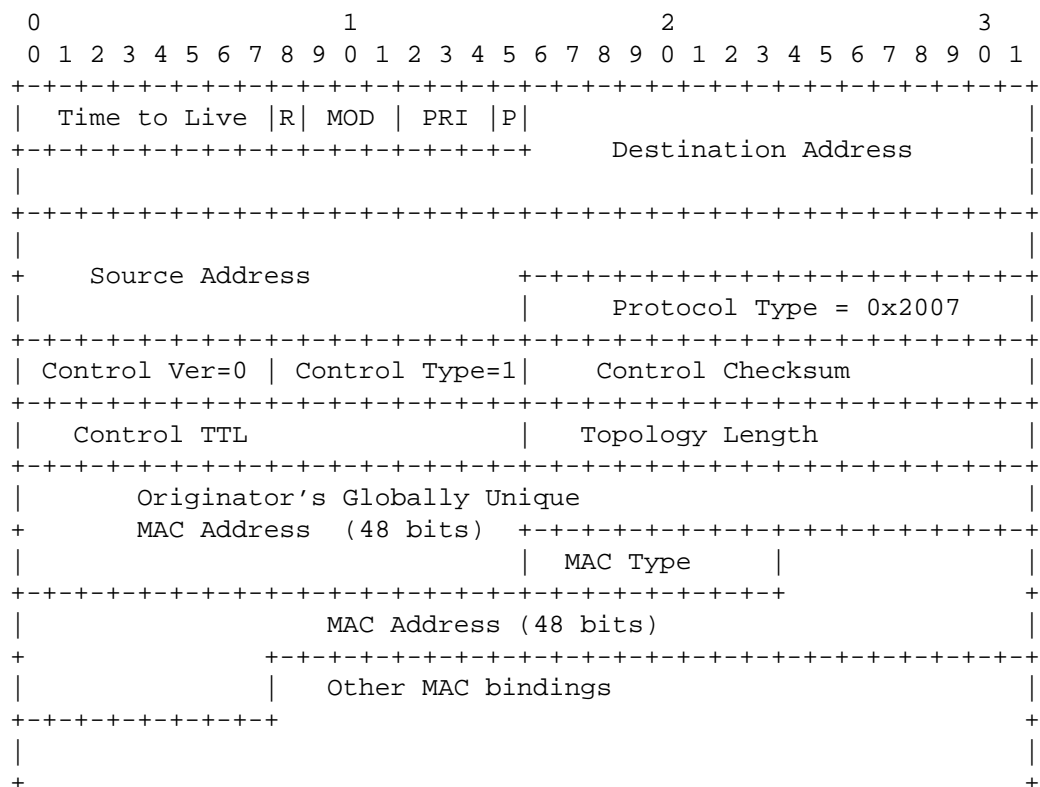 0                   1                   2                   3
 0 1 2 3 4 5 6 7 8 9 0 1 2 3 4 5 6 7 8 9 0 1 2 3 4 5 6 7 8 9 0 1
+-+-+-+-+-+-+-+-+-+-+-+-+-+-+-+-+-+-+-+-+-+-+-+-+-+-+-+-+-+-+-+-+
|  Time to Live |R| MOD | PRI |P|                               |
+-+-+-+-+-+-+-+-+-+-+-+-+-+-+-+-+     Destination Address       |
|                                                               |
+-+-+-+-+-+-+-+-+-+-+-+-+-+-+-+-+-+-+-+-+-+-+-+-+-+-+-+-+-+-+-+-+
|                                                               |
+    Source Address             +-+-+-+-+-+-+-+-+-+-+-+-+-+-+-+-+
|                               |     Protocol Type = 0x2007    |
+-+-+-+-+-+-+-+-+-+-+-+-+-+-+-+-+-+-+-+-+-+-+-+-+-+-+-+-+-+-+-+-+
| Control Ver=0 | Control Type=1|    Control Checksum           |
+-+-+-+-+-+-+-+-+-+-+-+-+-+-+-+-+-+-+-+-+-+-+-+-+-+-+-+-+-+-+-+-+
|   Control TTL                 |   Topology Length             |
+-+-+-+-+-+-+-+-+-+-+-+-+-+-+-+-+-+-+-+-+-+-+-+-+-+-+-+-+-+-+-+-+
|       Originator’s Globally Unique                            |
+       MAC Address  (48 bits)  +-+-+-+-+-+-+-+-+-+-+-+-+-+-+-+-+
|                               |  MAC Type     |               |
+-+-+-+-+-+-+-+-+-+-+-+-+-+-+-+-+-+-+-+-+-+-+-+-+               +
|                   MAC Address (48 bits)                       |
+               +-+-+-+-+-+-+-+-+-+-+-+-+-+-+-+-+-+-+-+-+-+-+-+-+
|               |   Other MAC bindings                          |
+-+-+-+-+-+-+-+-+                                               +
|                                                               |
+                                                               +